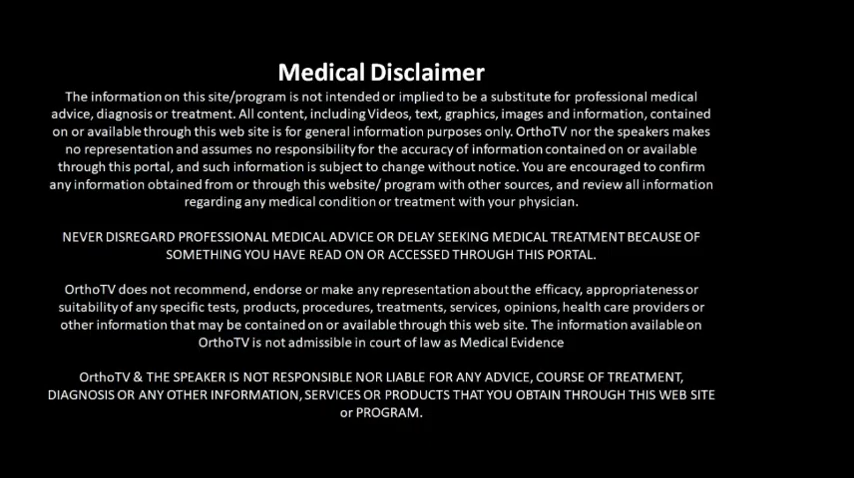 Medical Disclaimer
The information on this site/program is not intended or implied to be a substitute for professional medical
advice, diagnosis or treatment. All content, including Videos, text, graphics, images and information, contained
on or available through this web site is for general information purposes only. OrthoTV nor the speakers makes
no representation and assumes no responsibility for the accuracy of information contained on or available
through this portal, and such information is subject to change without notice. You are encouraged to confirm
any information obtained from or through this website/ program with other sources, and review all information
regarding any medical condition or treatment with your physician.
NEVER DISREGARD PROFESSIONAL MEDICAL ADVICE OR DELAY SEEKING MEDICAL TREATMENT BECAUSE OF
SOMETHING YOU HAVE READ ON OR ACCESSED THROUGH THIS PORTAL.
OrthoTV does not recommend, endorse or make any representation about the efficacy, appropriateness or
suitability of any specific tests, products, procedures, treatments, services, opinions, health care providers or
other information that may be contained on or available through this web site. The information available on
OrthoTV is not admissible in court of law as Medical Evidence
OrthoTV & THE SPEAKER IS NOT RESPONSIBLE NOR LIABLE FOR ANY ADVICE, COURSE OF TREATMENT,
DIAGNOSIS OR ANY OTHER INFORMATION, SERVICES OR PRODUCTS THAT YOU OBTAIN THROUGH THIS WEB SITE
or PROGRAM.